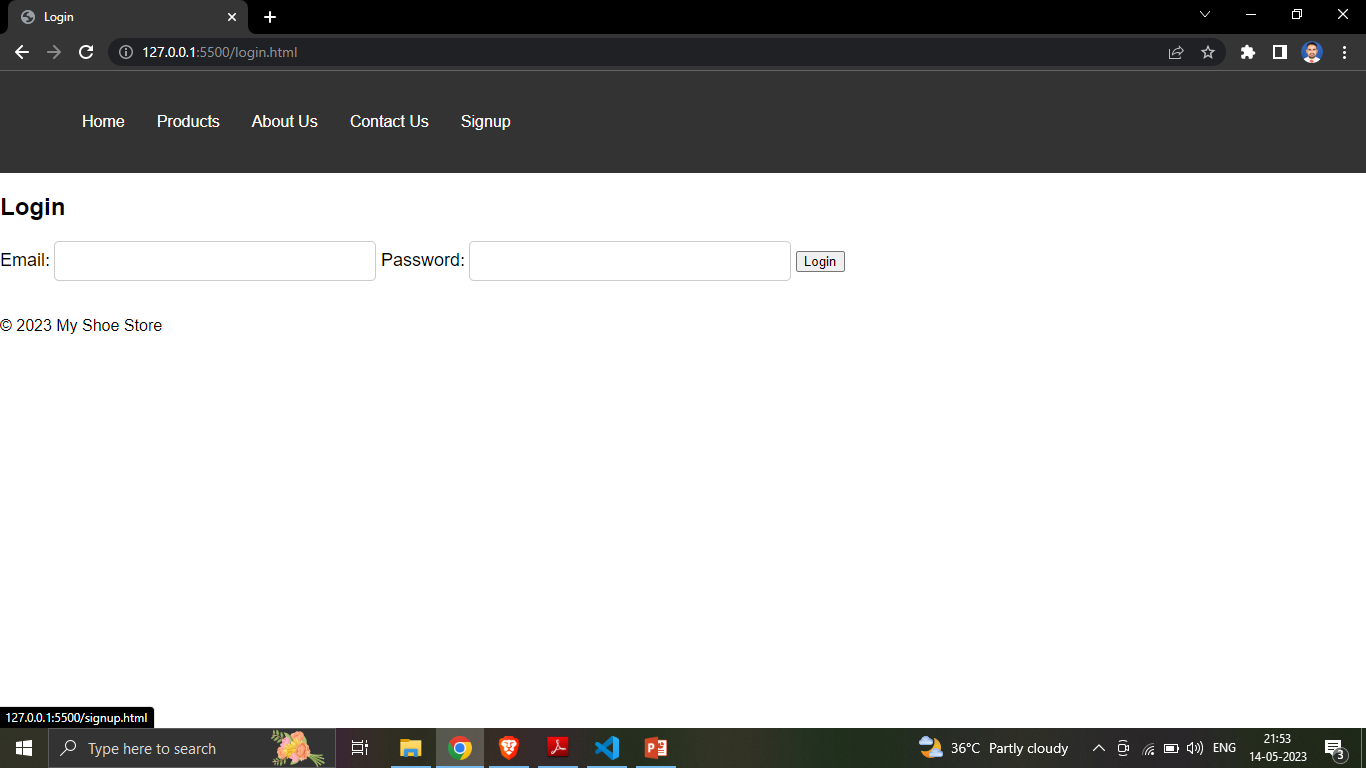 Login
127.0.0.1:5500/login.html
Home Products About Us Contact Us Signup
Login
Email: Password: Login
© 2023 My Shoe Store
127.0.0.1:5500/signup.html
Type here to search
36°C Partly cloudy
ENG
21:53
14-05-2023
3